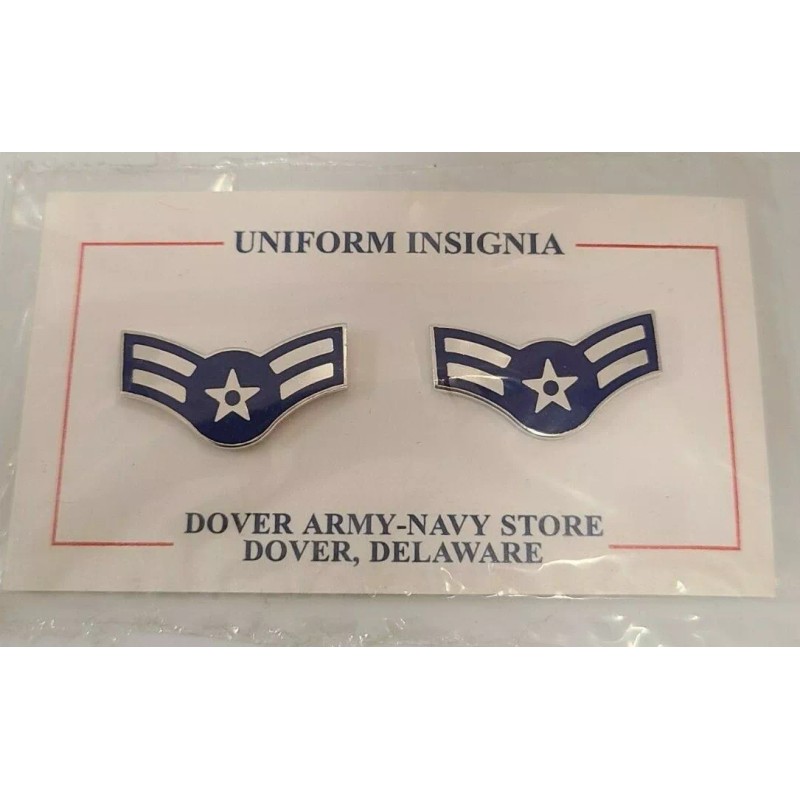 UNIFORM INSIGNIA
DOVER ARMY-NAVY STORE
DOVER, DELAWARE